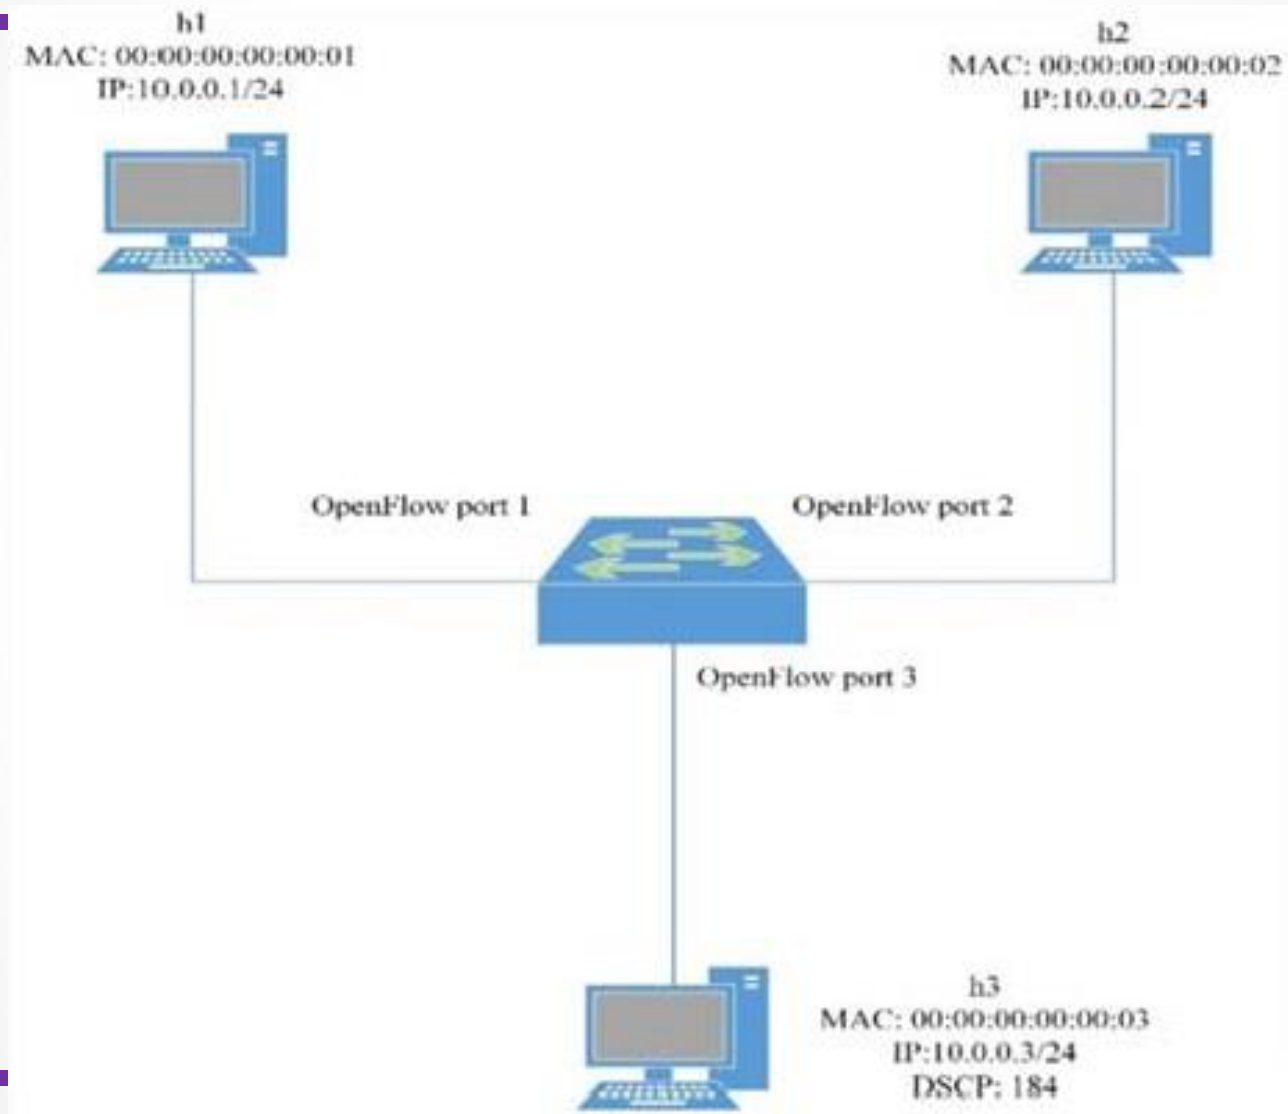 h1
MAC: 00:00:00:00:00:01
IP:10.0.0.1/24
h2
MAC: 00:00:00:00:00:02
IP:10.0.0.2/24
OpenFlow port 1
OpenFlow port 2
OpenFlow port 3
h3
MAC: 00:00:00:00:00:03
IP:10.0.0.3/24
DSCP: 184